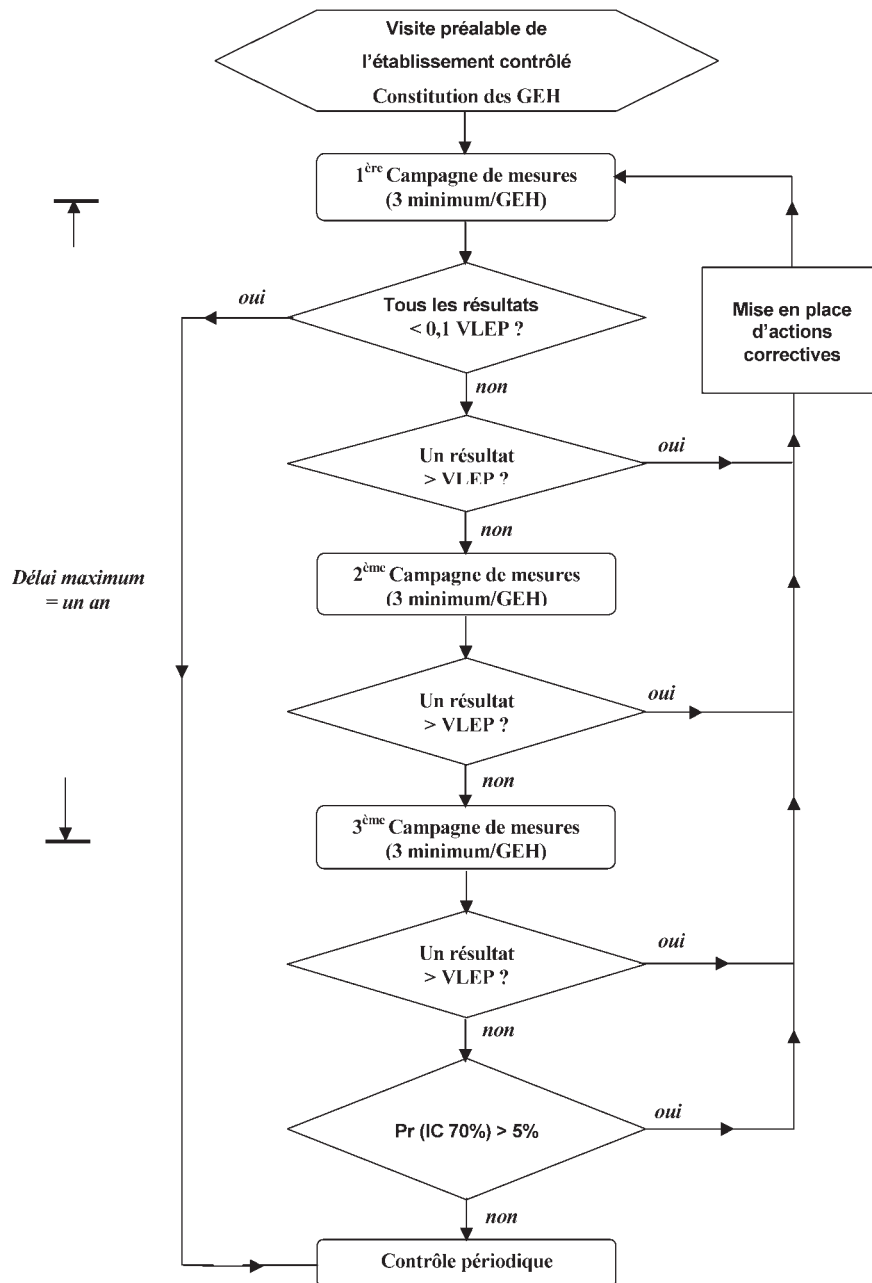 Visite préalable de
l'établissement contrôlé
Constitution des GEH
1ère Campagne de mesures
(3 minimum/GEH)
oui
Tous les résultats
< 0,1 VLEP ?
Mise en place
d'actions
correctives
non
Un résultat
> VLEP ?
oui
non
2ème Campagne de mesures
(3 minimum/GEH)
Délai maximum
= un an
Un résultat
> VLEP ?
oui
non
3ème Campagne de mesures
(3 minimum/GEH)
Un résultat
> VLEP ?
oui
non
Pr (IC 70%) > 5%
oui
non
Contrôle périodique